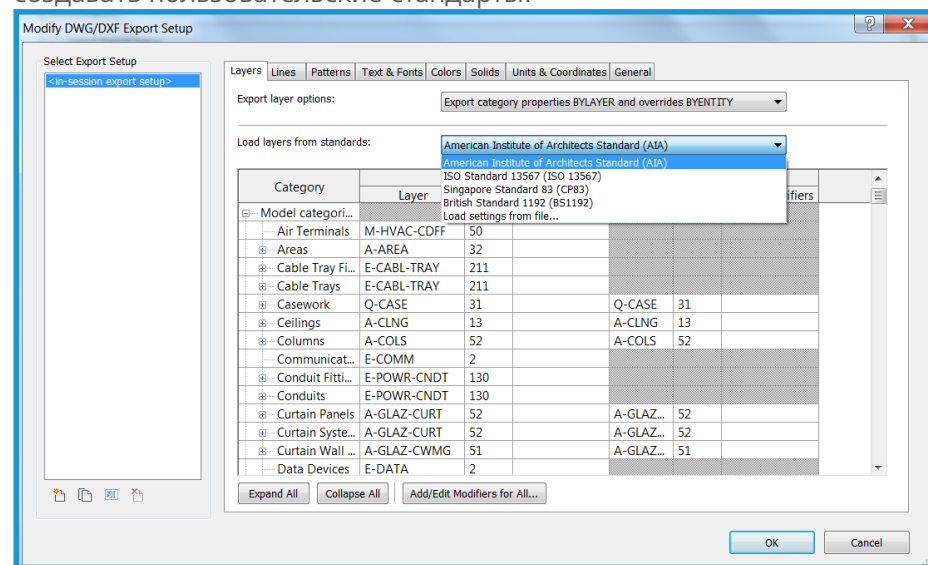 создавать пользовательские стандарты.
Modify DWG/DXF Export Setup
Select Export Setup
<in-session export setup>
Layers Lines Patterns Text & Fonts Colors Solids Units & Coordinates General
Export layer options: Export category properties BYLAYER and overrides BYENTITY
Load layers from standards: American Institute of Architects Standard (AIA)
American Institute of Architects Standard (AIA)
ISO Standard 13567 (ISO 13567)
Singapore Standard 83 (CP83)
British Standard 1192 (BS1192)
Load settings from file...
Category Layer ifiers
Model categori...
Air Terminals M-HVAC-CDFF 50
Areas A-AREA 32
Cable Tray Fi... E-CABL-TRAY 211
Cable Trays E-CABL-TRAY 211
Casework Q-CASE 31 Q-CASE 31
Ceilings A-CLNG 13 A-CLNG 13
Columns A-COLS 52 A-COLS 52
Communicat... E-COMM 2
Conduit Fitti... E-POWR-CNDT 130
Conduits E-POWR-CNDT 130
Curtain Panels A-GLAZ-CURT 52 A-GLAZ... 52
Curtain Syste... A-GLAZ-CURT 52 A-GLAZ... 52
Curtain Wall ... A-GLAZ-CWMG 51 A-GLAZ... 51
Data Devices E-DATA 2
Expand All Collapse All Add/Edit Modifiers for All...
OK Cancel